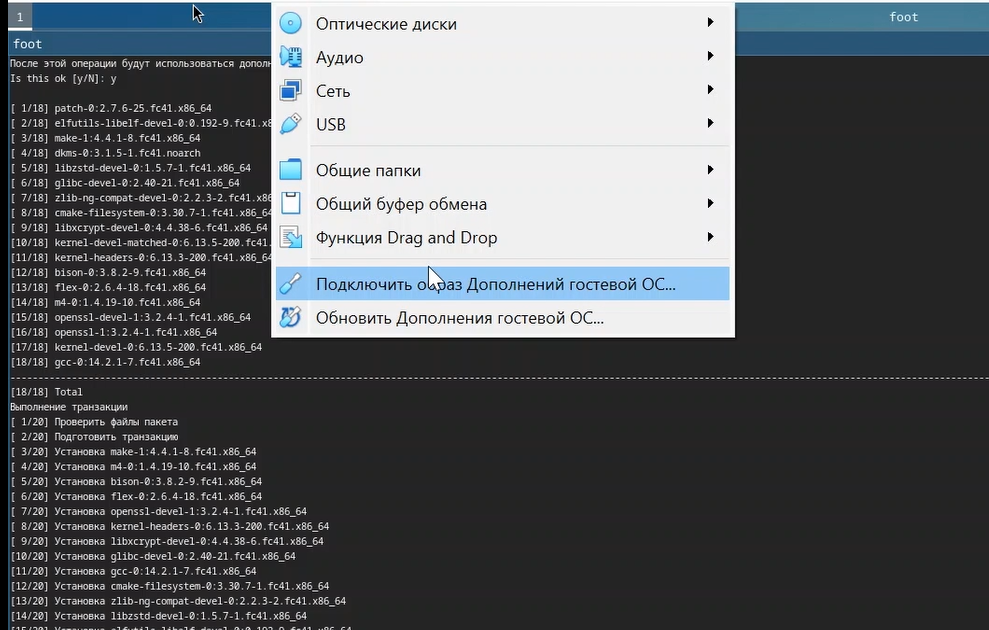 1
foot
foot
Оптические диски
Аудио
Сеть
USB
Общие папки
Общий буфер обмена
Функция Drag and Drop
Подключить образ Дополнений гостевой ОС...
Обновить Дополнения гостевой ОС...
После этой операции будут использоваться
Is this ok [y/N]: y
[ 1/18] patch-0:2.7.6-25.fc41.x86_64
[ 2/18] elfutils-libelf-devel-0:0.192-9.fc41.x8
[ 3/18] make-1:4.4.1-8.fc41.x86_64
[ 4/18] dkms-0:3.1.5-1.fc41.noarch
[ 5/18] libzstd-devel-0:1.5.7-1.fc41.x86_64
[ 6/18] glibc-devel-0:2.40-21.fc41.x86_64
[ 7/18] zlib-ng-compat-devel-0:2.2.3-2.fc41.x86
[ 8/18] cmake-filesystem-0:3.30.7-1.fc41.x86_64
[ 9/18] libxcrypt-devel-0:4.4.38-6.fc41.x86_64
[10/18] kernel-devel-matched-0:6.13.5-200.fc41.
[11/18] kernel-headers-0:6.13.3-200.fc41.x86_64
[12/18] bison-0:3.8.2-9.fc41.x86_64
[13/18] flex-0:2.6.4-18.fc41.x86_64
[14/18] m4-0:1.4.19-10.fc41.x86_64
[15/18] openssl-devel-1:3.2.4-1.fc41.x86_64
[16/18] openssl-1:3.2.4-1.fc41.x86_64
[17/18] kernel-devel-0:6.13.5-200.fc41.x86_64
[18/18] gcc-0:14.2.1-7.fc41.x86_64
[18/18] Total
Выполнение транзакции
[ 1/20] Проверить файлы пакета
[ 2/20] Подготовить транзакцию
[ 3/20] Установка make-1:4.4.1-8.fc41.x86_64
[ 4/20] Установка m4-0:1.4.19-10.fc41.x86_64
[ 5/20] Установка bison-0:3.8.2-9.fc41.x86_64
[ 6/20] Установка flex-0:2.6.4-18.fc41.x86_64
[ 7/20] Установка openssl-devel-1:3.2.4-1.fc41.x86_64
[ 8/20] Установка kernel-headers-0:6.13.3-200.fc41.x86_64
[ 9/20] Установка libxcrypt-devel-0:4.4.38-6.fc41.x86_64
[10/20] Установка glibc-devel-0:2.40-21.fc41.x86_64
[11/20] Установка gcc-0:14.2.1-7.fc41.x86_64
[12/20] Установка cmake-filesystem-0:3.30.7-1.fc41.x86_64
[13/20] Установка zlib-ng-compat-devel-0:2.2.3-2.fc41.x86_64
[14/20] Установка libzstd-devel-0:1.5.7-1.fc41.x86_64
[15/20] Установка elfutils-libelf-devel-0:0.192-9.fc41.x86_64